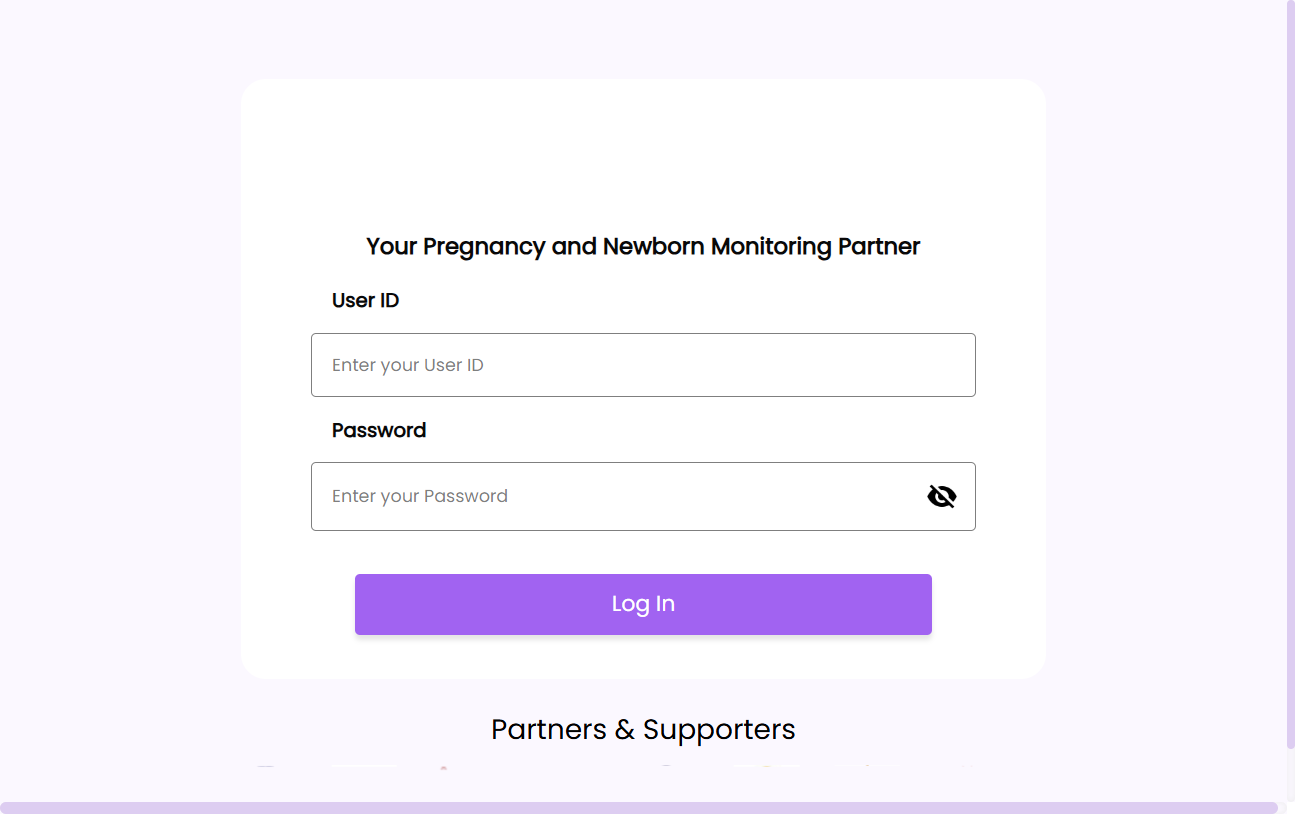 Your Pregnancy and Newborn Monitoring Partner
User ID
Enter your User ID
Password
Enter your Password
Log In
Partners & Supporters